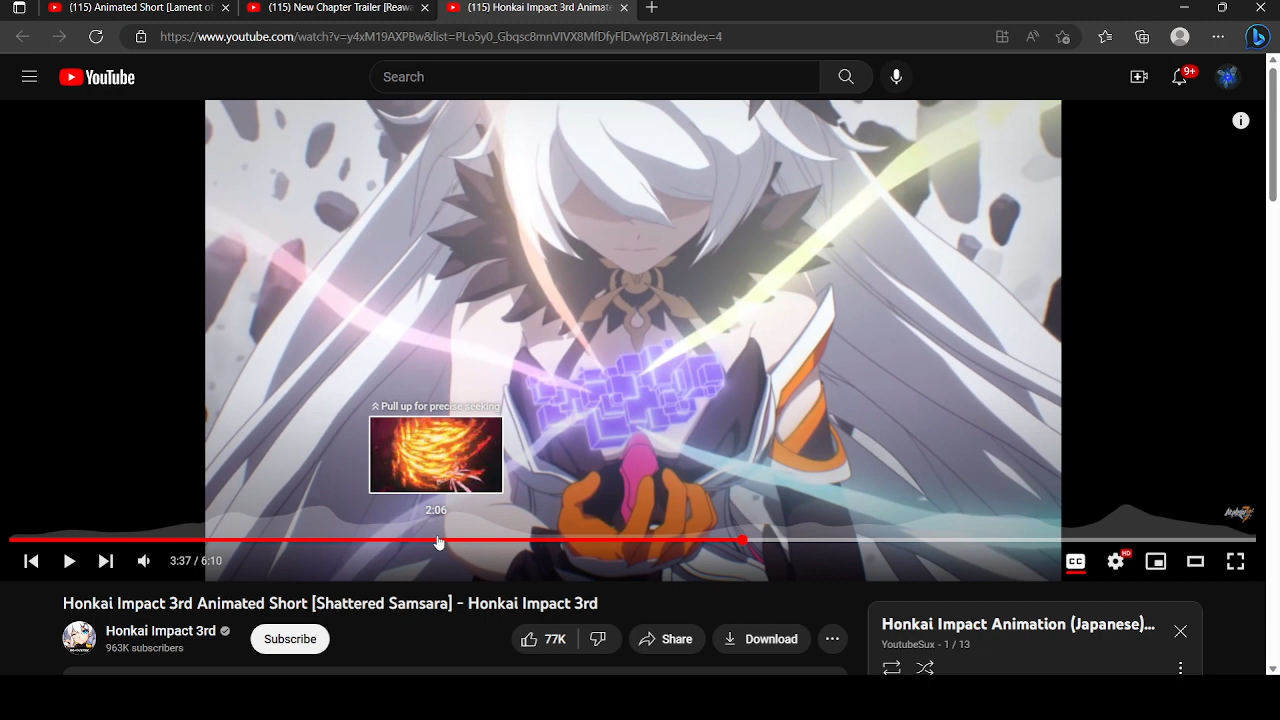 (115) Animated Short [Lament of
(115) New Chapter Trailer [Reawa
(115) Honkai Impact 3rd Animate
https://www.youtube.com/watch?v=y4xM19AXPBw&list=PLo5y0_Gbqsc8mnVIVX8MfDfyFlDwYp87L&index=4
YouTube
Search
9+
Pull up for precise seeking
2:06
3:37 / 6:10
CC
HD
Honkai Impact 3rd Animated Short [Shattered Samsara] - Honkai Impact 3rd
Honkai Impact 3rd
963K subscribers
Subscribe
77K
Share
Download
Honkai Impact Animation (Japanese)...
YoutubeSux - 1 / 13